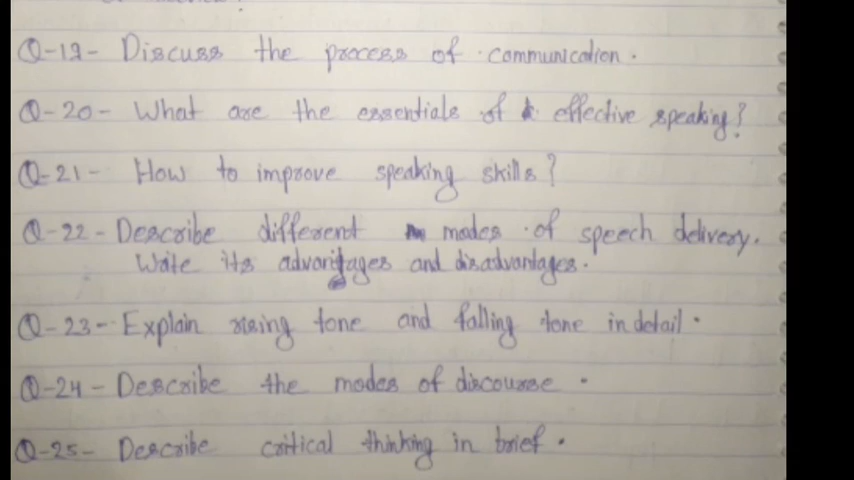 Q-19- Discuss the process of communication.
Q-20- What are the essentials of effective speaking?
Q-21- How to improve speaking skills?
Q-22- Describe different modes of speech delivery.
Write its advantages and disadvantages.
Q-23- Explain rising tone and falling tone in detail.
Q-24- Describe the modes of discourse.
Q-25- Describe critical thinking in brief.